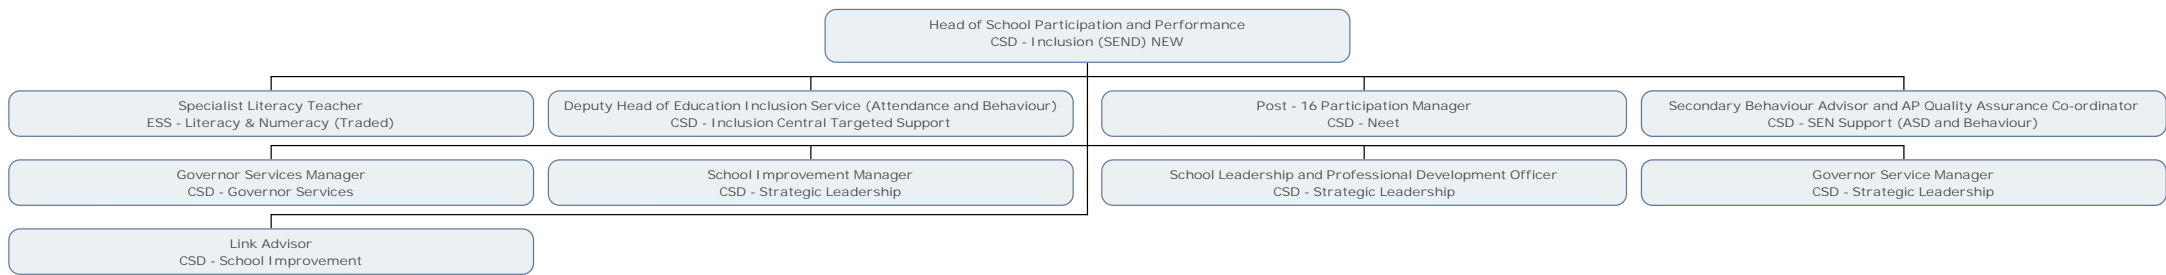 Head of School Participation and Performance
CSD - Inclusion (SEND) NEW
Specialist Literacy Teacher
ESS - Literacy & Numeracy (Traded)
Deputy Head of Education Inclusion Service (Attendance and Behaviour)
CSD - Inclusion Central Targeted Support
Post - 16 Participation Manager
CSD - Neet
Secondary Behaviour Advisor and AP Quality Assurance Co-ordinator
CSD - SEN Support (ASD and Behaviour)
Governor Services Manager
CSD - Governor Services
School Improvement Manager
CSD - Strategic Leadership
School Leadership and Professional Development Officer
CSD - Strategic Leadership
Governor Service Manager
CSD - Strategic Leadership
Link Advisor
CSD - School Improvement